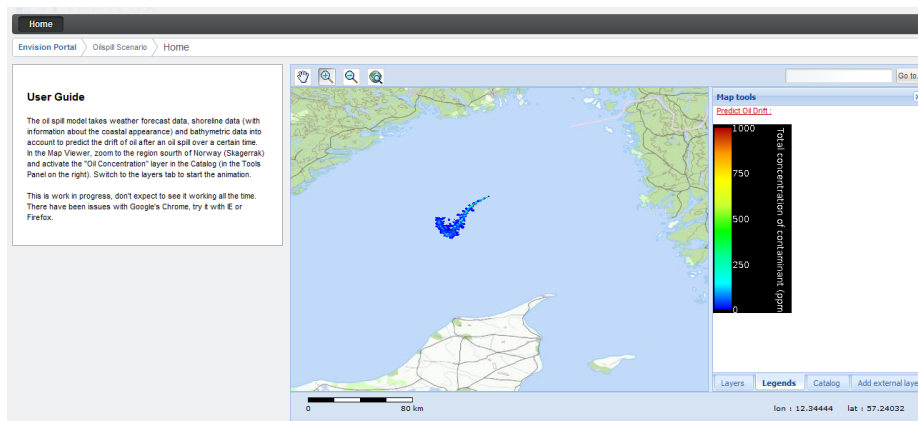 Home
Envision Portal
Oilspill Scenario
Home
User Guide
The oil spill model takes weather forecast data, shoreline data (with
information about the coastal appearance) and bathymetric data into
account to predict the drift of oil after an oil spill over a certain time.
In the Map Viewer, zoom to the region sourth of Norway (Skagerrak)
and activate the "Oil Concentration" layer in the Catalog (in the Tools
Panel on the right). Switch to the layers tab to start the animation.
This is work in progress, don't expect to see it working all the time.
There have been issues with Google's Chrome, try it with IE or
Firefox.
Go to.
Map tools
Predict Oil Drift :
1000
750
500
250
0
Total concentration of contaminant (ppm
Layers
Legends
Catalog
Add external laye
0
80 km
lon : 12.34444
lat : 57.24032